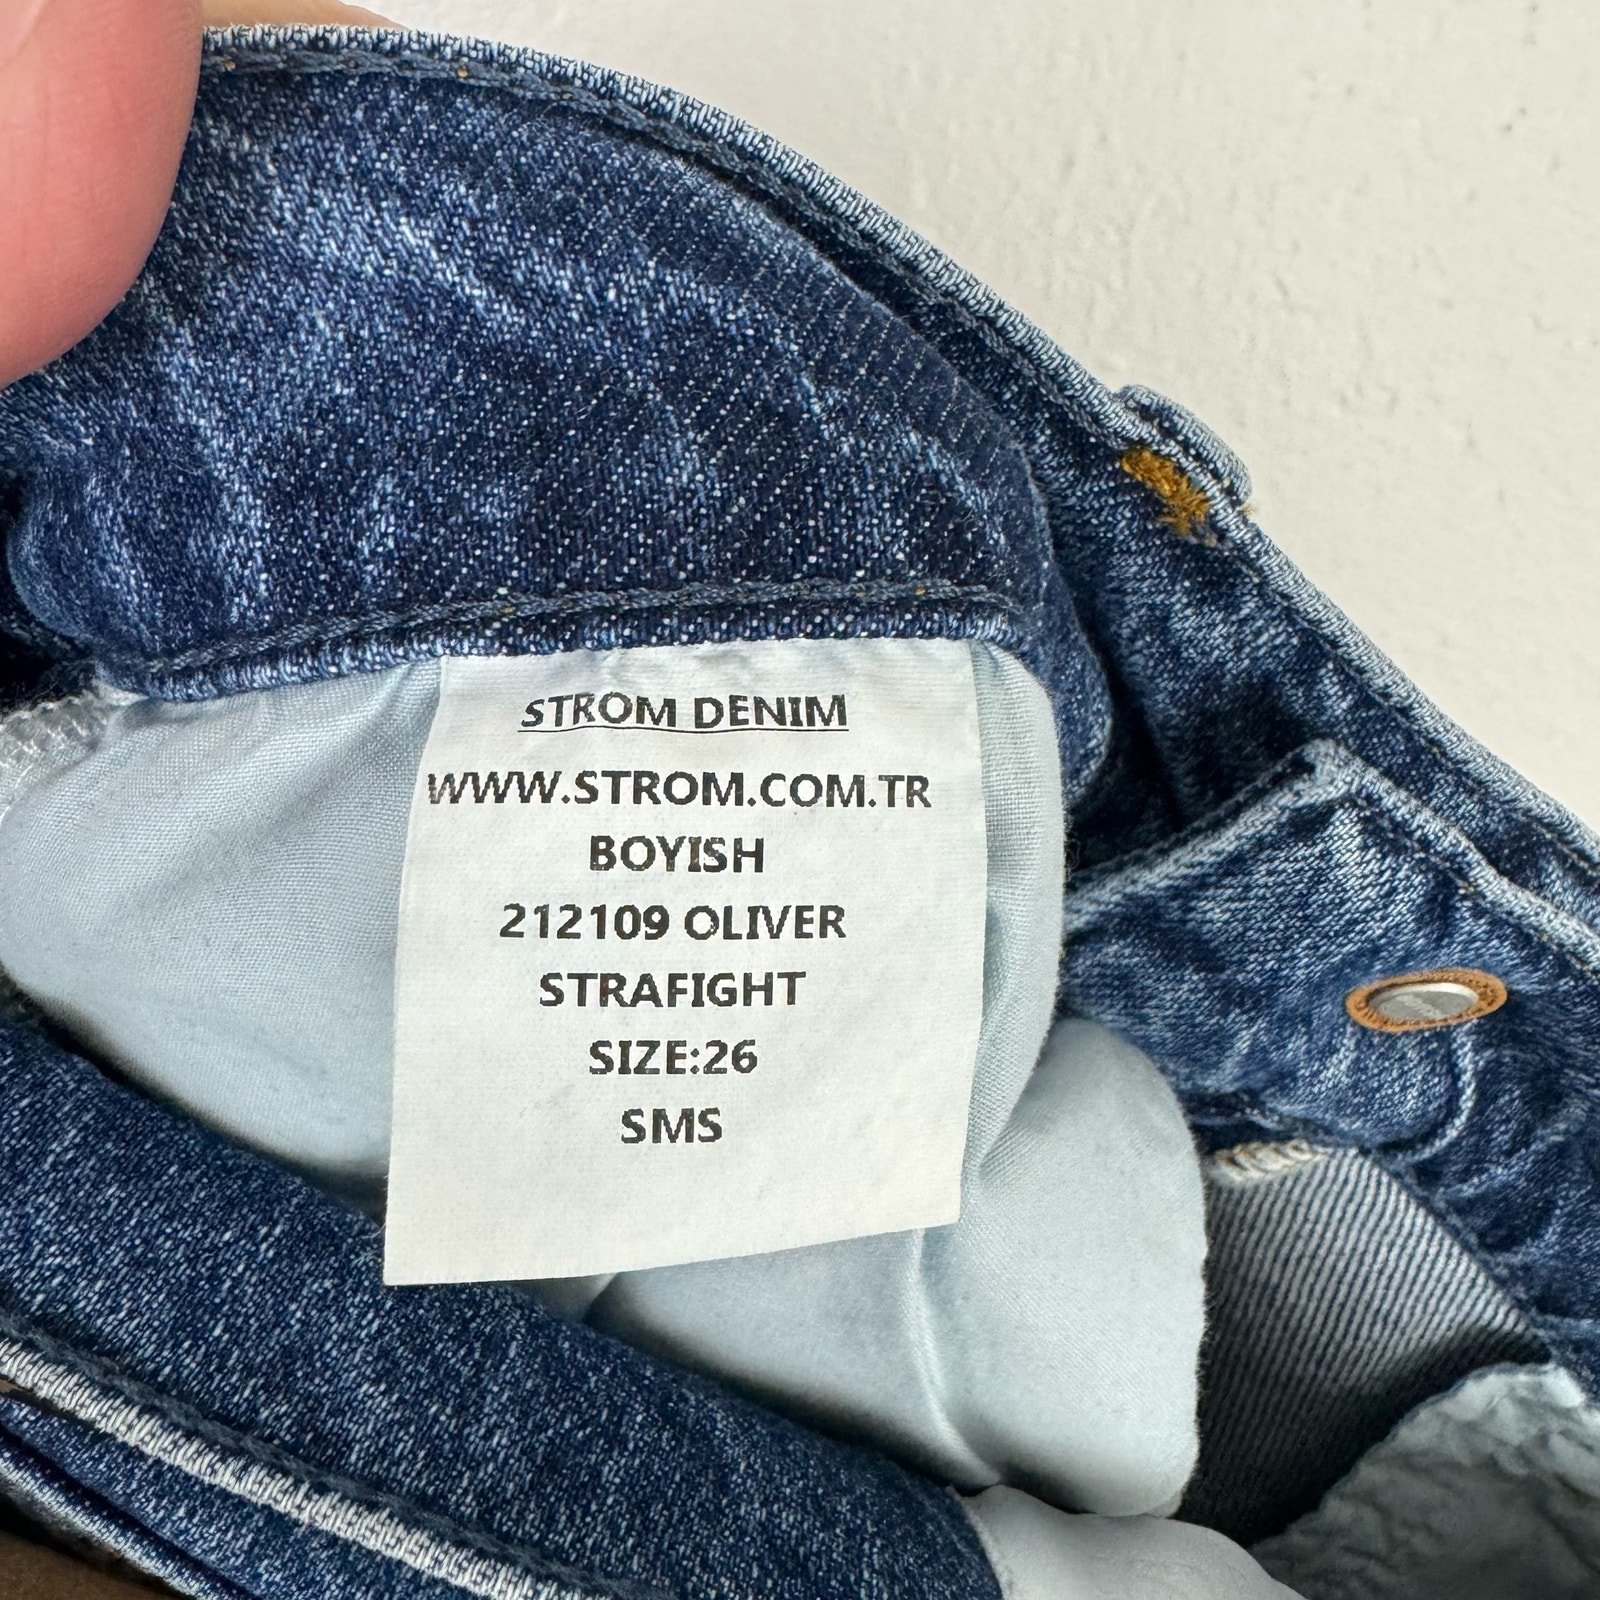 STROM DENIM
WWW.STROM.COM.TR
BOYISH
212109 OLIVER
STRAFIGHT
SIZE:26
SMS